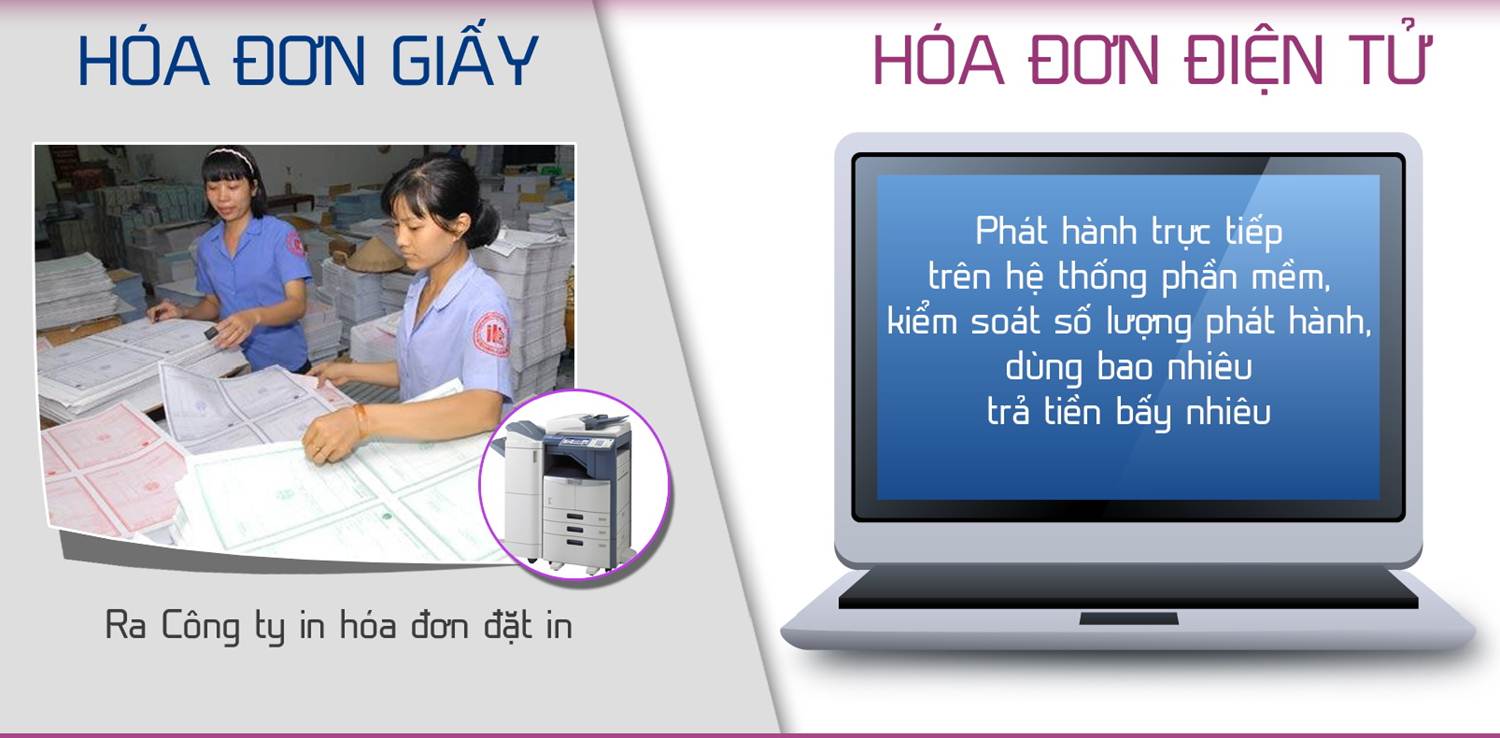 HÓA ĐƠN GIẤY
Ra Công ty in hóa đơn đặt in
HÓA ĐƠN ĐIỆN TỬ
Phát hành trực tiếp
trên hệ thống phần mềm,
kiểm soát số lượng phát hành,
dùng bao nhiêu
trả tiền bấy nhiêu